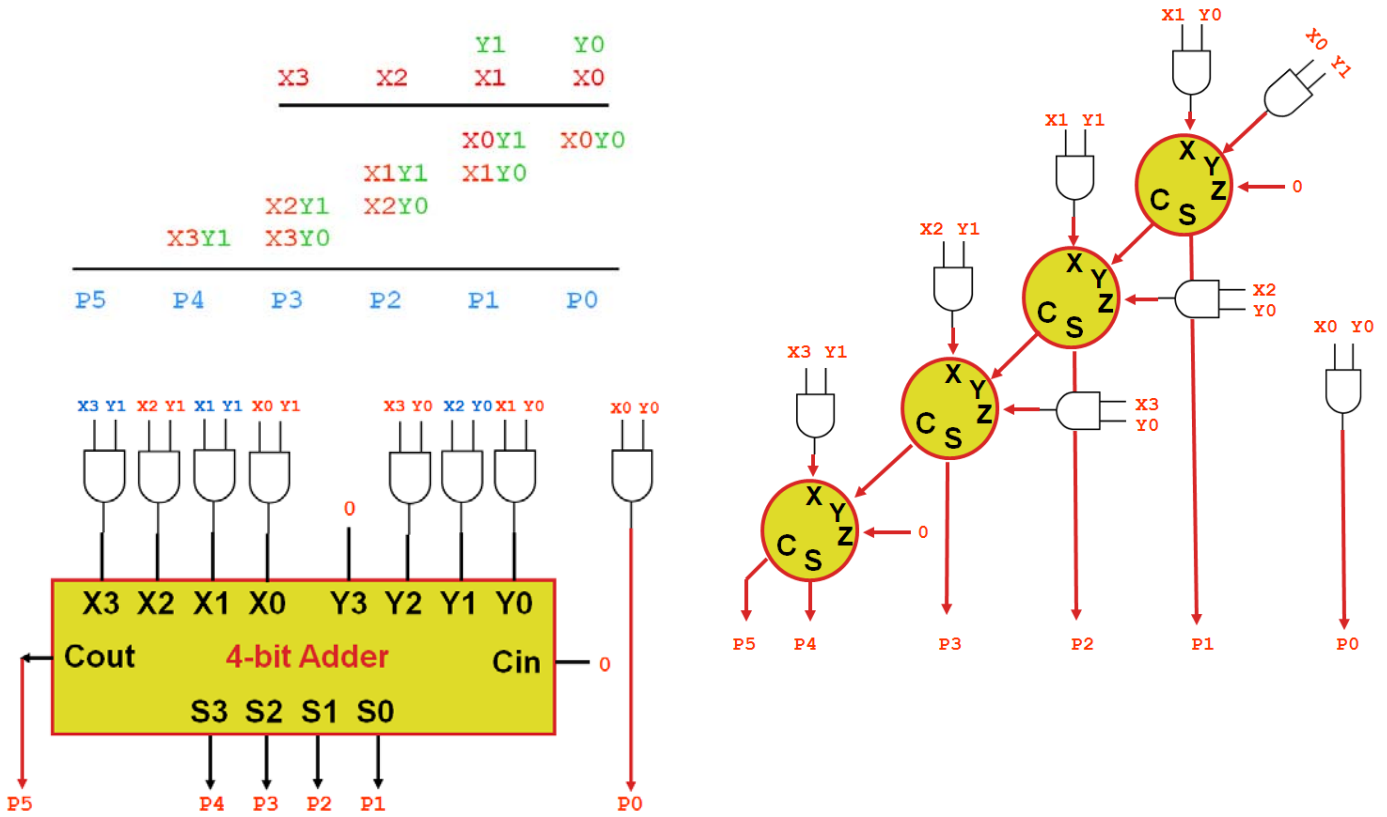 Y1 Y0
X3 X2 X1 X0
X0Y1 X0Y0
X1Y1 X1Y0
X2Y1 X2Y0
X3Y1 X3Y0
P5 P4 P3 P2 P1 P0
X3 Y1 X2 Y1 X1 Y1 X0 Y1 X3 Y0 X2 Y0 X1 Y0 X0 Y0
0
X3 X2 X1 X0 Y3 Y2 Y1 Y0
Cout 4-bit Adder Cin 0
S3 S2 S1 S0
P5 P4 P3 P2 P1 P0
X1 Y0
X0 Y1
X Y Z C S
0
X1 Y1
X Y Z C S
X2
Y0
X2 Y1
X Y Z C S
X3
Y0
X3 Y1
X Y Z C S
0
X0 Y0
P5 P4 P3 P2 P1 P0